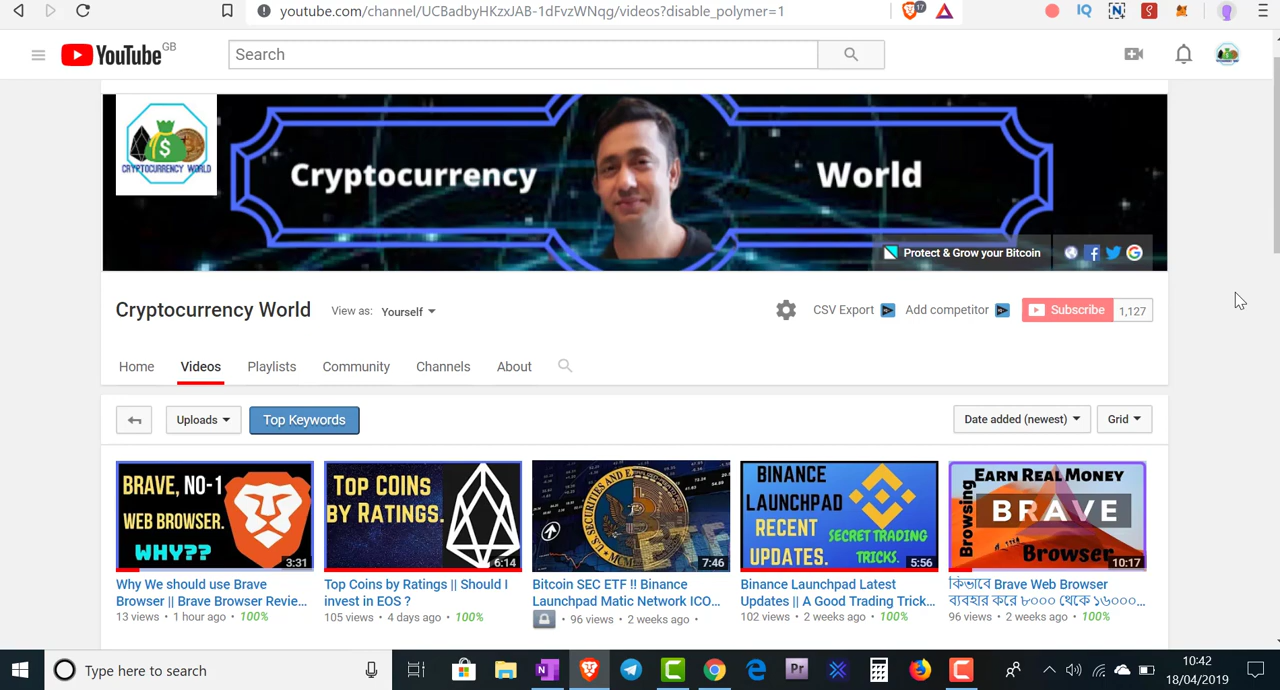 youtube.com/channel/UCBadbyHKzxJAB-1dFvzWNqg/videos?disable_polymer=1
17
IQ
YouTube GB
Search
CRYPTOCURRENCY WORLD
Cryptocurrency World
Protect & Grow your Bitcoin
Cryptocurrency World
View as: Yourself
CSV Export
Add competitor
Subscribe 1,127
Home Videos Playlists Community Channels About
Uploads
Top Keywords
Date added (newest)
Grid
BRAVE, NO-1
WEB BROWSER.
WHY??
3:31
Why We should use Brave
Browser || Brave Browser Revie...
13 views • 1 hour ago • 100%
TOP COINS
BY RATINGS.
6:14
Top Coins by Ratings || Should I
invest in EOS ?
105 views • 4 days ago • 100%
7:46
Bitcoin SEC ETF !! Binance
Launchpad Matic Network ICO...
• 96 views • 2 weeks ago •
BINANCE
LAUNCHPAD
RECENT
UPDATES.
SECRET TRADING
TRICKS.
5:56
Binance Launchpad Latest
Updates || A Good Trading Trick...
102 views • 2 weeks ago • 100%
EARN REAL MONEY
Browsing
BRAVE
Browser
10:17
কিভাবে Brave Web Browser
ব্যবহার করে ৮০০০ থেকে ১৬০০০...
96 views • 2 weeks ago • 100%
Type here to search
Pr
10:42
18/04/2019